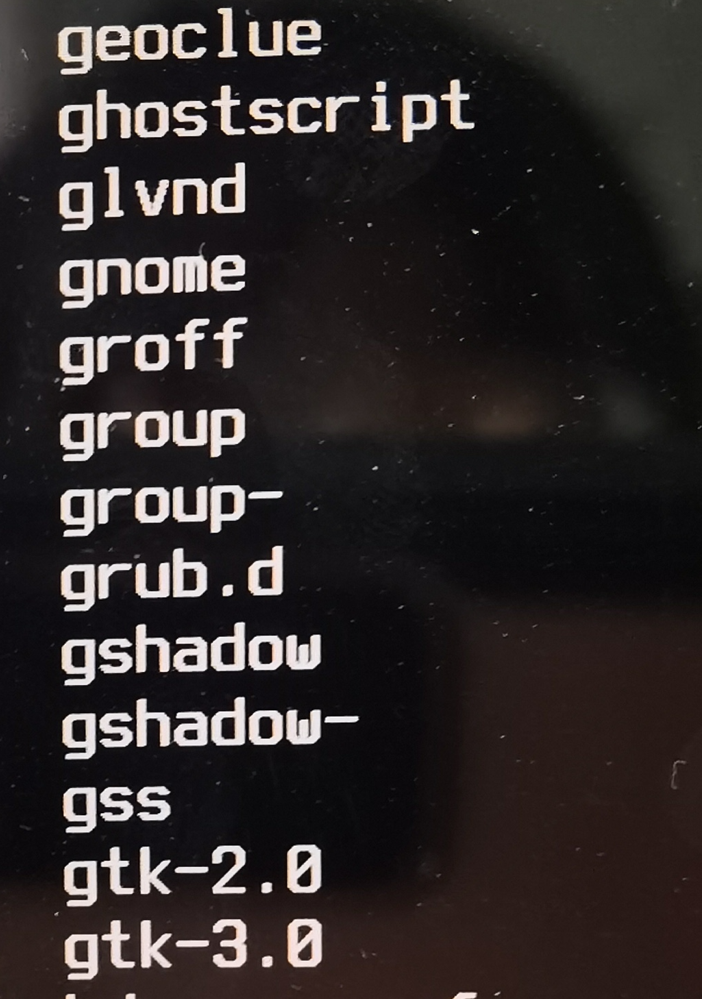 geoclue
ghostscript
glvnd
gnome
groff
group
group-
grub.d
gshadow
gshadow-
gss
gtk-2.0
gtk-3.0